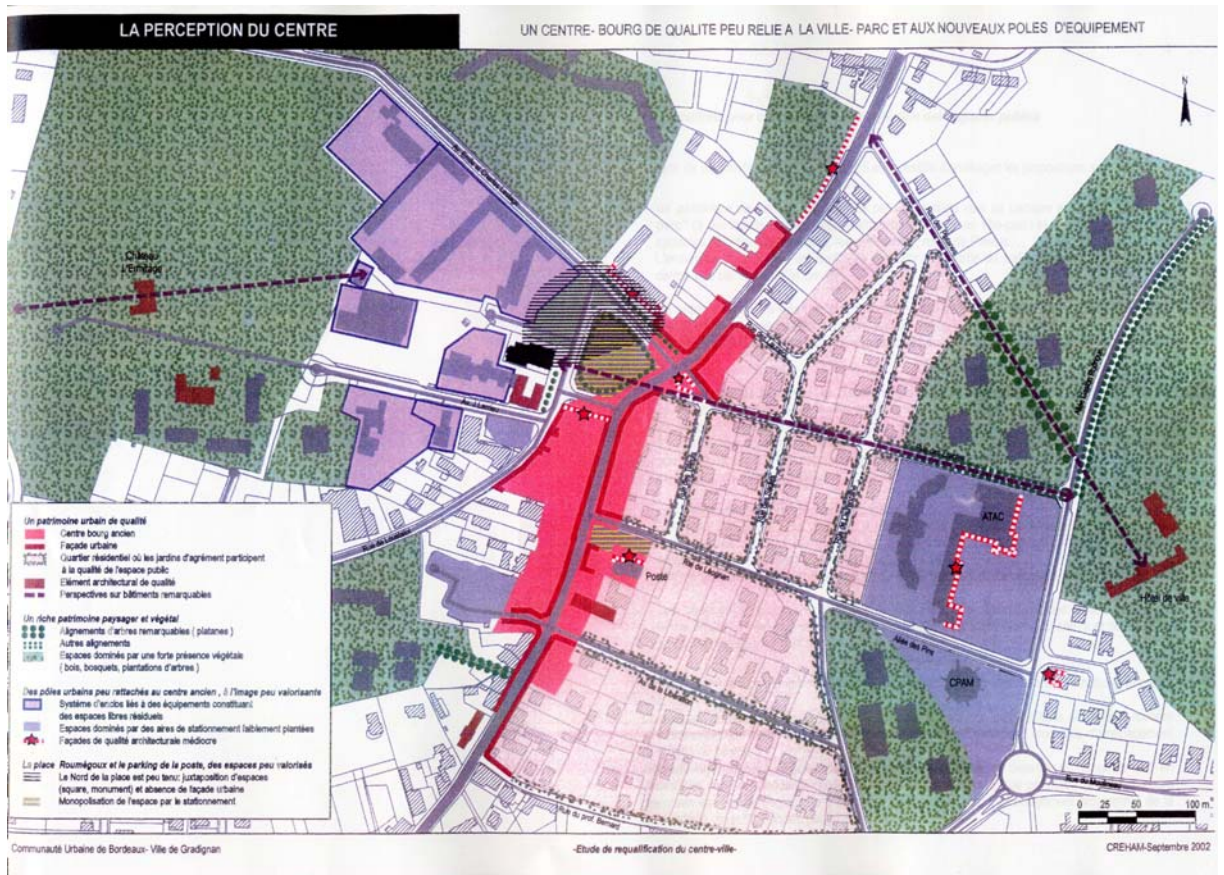 LA PERCEPTION DU CENTRE
UN CENTRE- BOURG DE QUALITE PEU RELIE A LA VILLE- PARC ET AUX NOUVEAUX POLES D'EQUIPEMENT
N
Château
L'Ermitage
ATAC
Hôtel de ville
Poste
Rue de Lavignan
Allée des Pins
CPAM
Rue du prof. Bernard
0 25 50 100 m.
Un patrimoine urbain de qualité
Centre bourg ancien
Façade urbaine
Quartier résidentiel où les jardins d'agrément participent
à la qualité de l'espace public
Elément architectural de qualité
Perspectives sur bâtiments remarquables
Un riche patrimoine paysager et végétal
Alignements d'arbres remarquables ( platanes )
Autres alignements
Espaces dominés par une forte présence végétale
( bois, bosquets, plantations d'arbres )
Des pôles urbains peu rattachés au centre ancien , à l'image peu valorisante
Système d'enclos liés à des équipements constituant
des espaces libres résiduels
Espaces dominés par des aires de stationnement faiblement plantées
Façades de qualité architecturale médiocre
La place Roumégoux et le parking de la poste, des espaces peu valorisés
Le Nord de la place est peu tenu: juxtaposition d'espaces
(square, monument) et absence de façade urbaine
Monopolisation de l'espace par le stationnement
Communauté Urbaine de Bordeaux- Ville de Gradignan
-Etude de requalification du centre-ville-
CREHAM-Septembre 2002